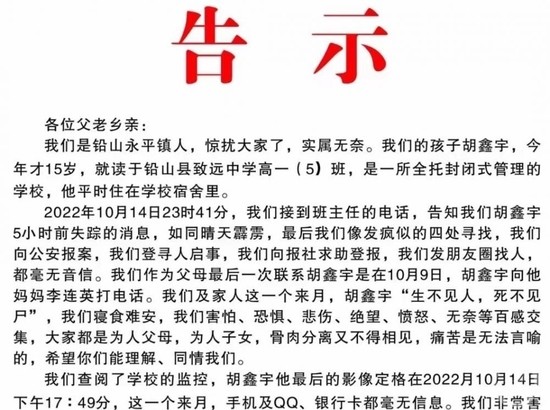 告示
各位父老乡亲：
我们是铅山永平镇人，惊扰大家了，实属无奈。我们的孩子胡鑫宇，今
年才15岁，就读于铅山县致远中学高一（5）班，是一所全托封闭式管理的
学校，他平时住在学校宿舍里。
2022年10月14日23时41分，我们接到班主任的电话，告知我们胡鑫宇
5小时前失踪的消息，如同晴天霹雳，最后我们像发疯似的四处寻找，我们
向公安报案，我们登寻人启事，我们向报社求助登报，我们发朋友圈找人，
都毫无音信。我们作为父母最后一次联系胡鑫宇是在10月9日，胡鑫宇向他
妈妈李连英打电话。我们及家人这一个来月，胡鑫宇“生不见人，死不见
尸”，我们寝食难安，我们害怕、恐惧、悲伤、绝望、愤怒、无奈等百感交
集，大家都是为人父母，为人子女，骨肉分离又不得相见，痛苦是无法言喻
的，希望你们能理解、同情我们。
我们查阅了学校的监控，胡鑫宇他最后的影像定格在2022月10月14日
下午17：49分，这一个来月，手机及QQ、银行卡都毫无信息。我们非常害